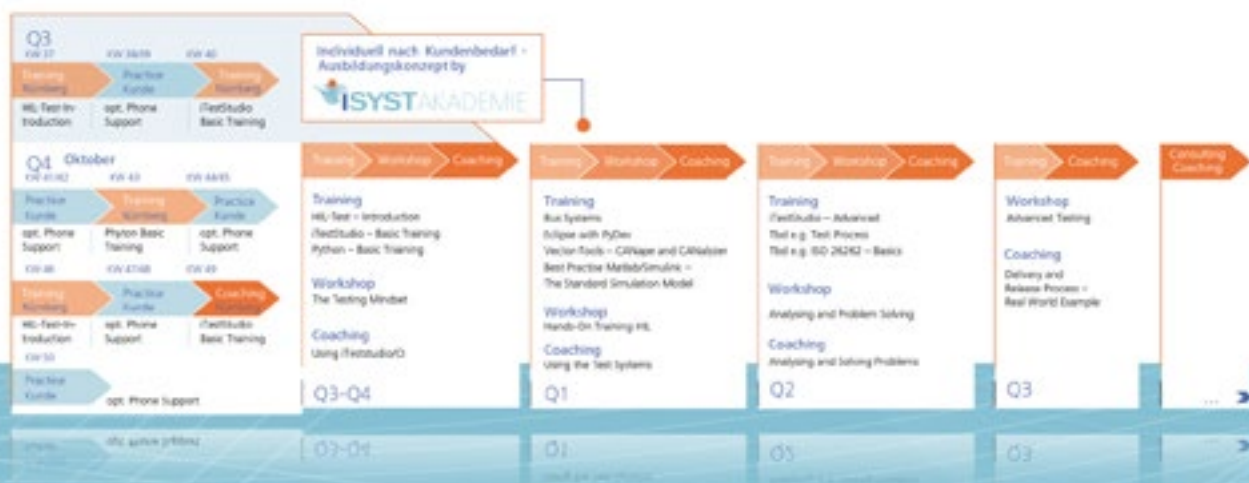 Q3
KW 37 KW 38/39 KW 40
Training Practice Training
Nürnberg Kunde Nürnberg
HIL-Test-In- opt. Phone iTestStudio
troduction Support Basic Training
Individuell nach Kundenbedarf -
Ausbildungskonzept by
ISYSTAKADEMIE
Q4 Oktober
KW 41/42 KW 43 KW 44/45
Practice Training Practice
Kunde Nürnberg Kunde
opt. Phone Phyton Basic opt. Phone
Support Training Support
KW 46 KW 47/48 KW 49
Training Practice Coaching
Nürnberg Kunde Nürnberg
HIL-Test-In- opt. Phone iTestStudio
troduction Support Basic Training
KW 50
Practice
Kunde
opt. Phone Support
Training Workshop Coaching
Training
HIL-Test – Introduction
iTestStudio – Basic Training
Python – Basic Training
Workshop
The Testing Mindset
Coaching
Using iTeststudio/O
Q3-Q4
Training Workshop Coaching
Training
Bus Systems
Eclipse with PyDev
Vector-Tools – CANape and CANalyzer
Best Practise Matlab/Simulink –
The Standard Simulation Model
Workshop
Hands-On Training HIL
Coaching
Using the Test Systems
Q1
Training Workshop Coaching
Training
iTestStudio – Advanced
Tbd e.g. Test Process
Tbd e.g. ISO 26262 – Basics
Workshop
Analysing and Problem Solving
Coaching
Analysing and Solving Problems
Q2
Training Coaching
Workshop
Advanced Testing
Coaching
Delivery and
Release Process –
Real World Example
Q3
Consulting
Coaching
...